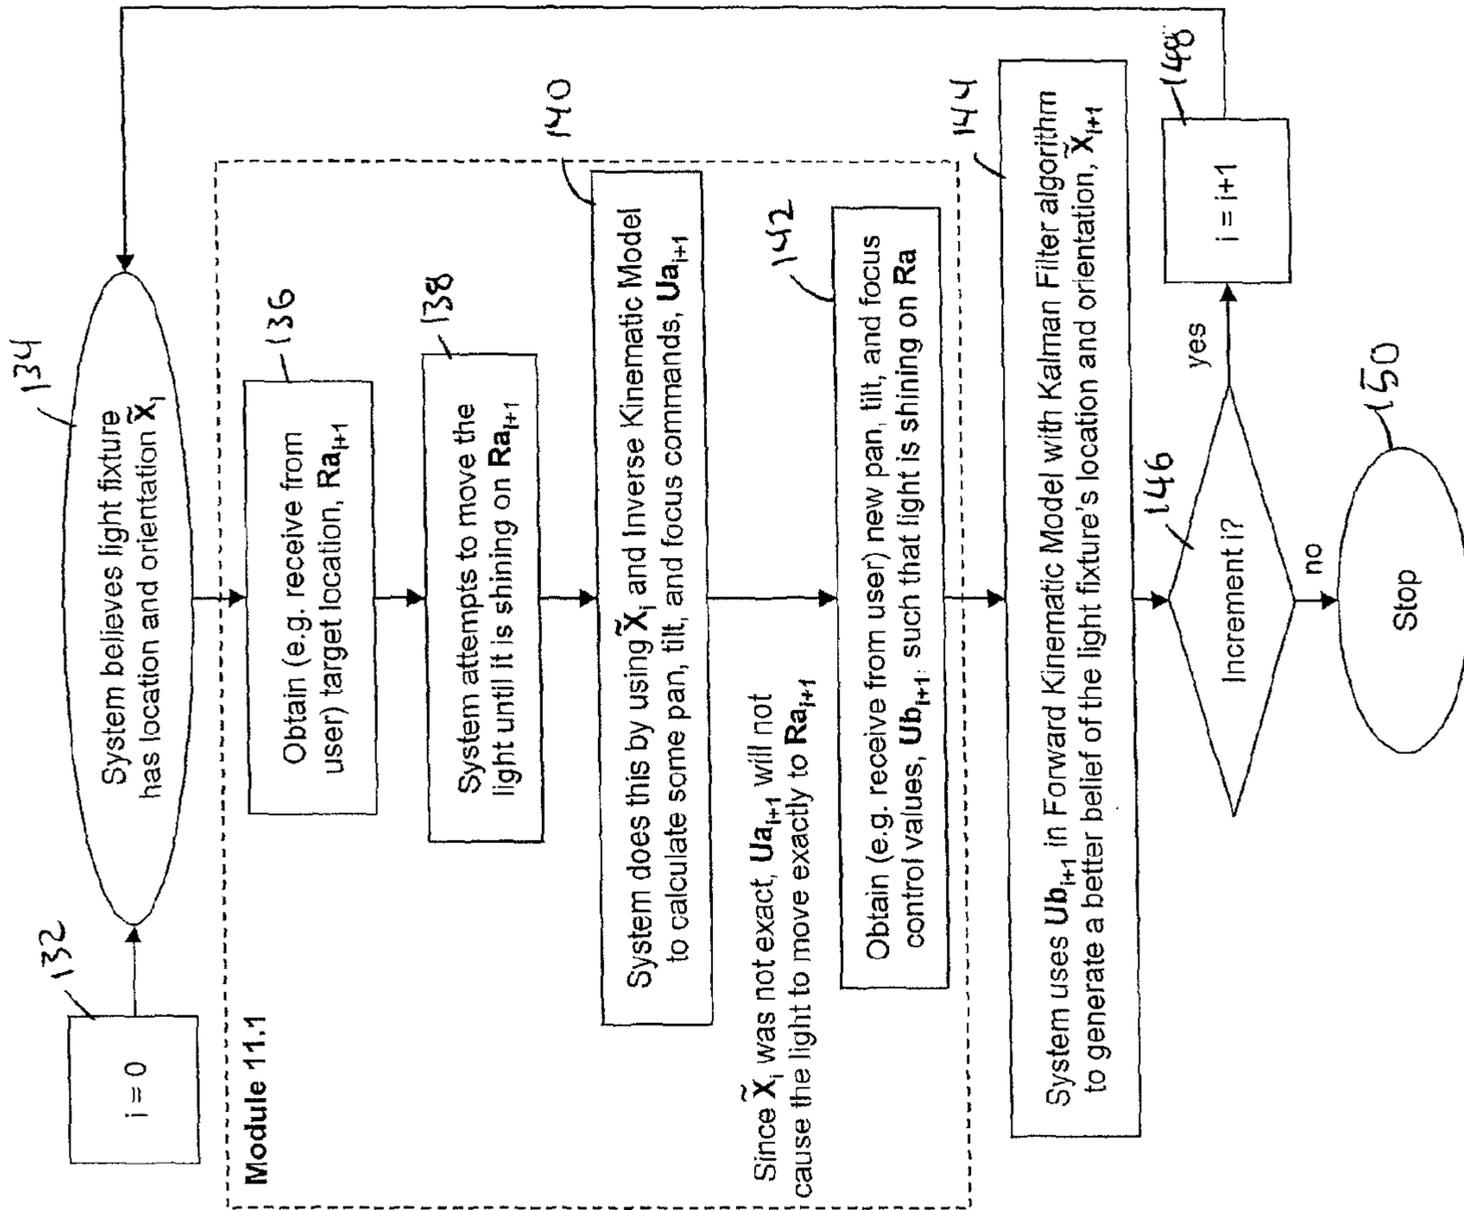 132
i = 0
134
System believes light fixture
has location and orientation X̃ᵢ
Module 11.1
136
Obtain (e.g. receive from
user) target location, Raᵢ₊₁
138
System attempts to move the
light until it is shining on Raᵢ₊₁
140
System does this by using X̃ᵢ and Inverse Kinematic Model
to calculate some pan, tilt, and focus commands, Uaᵢ₊₁
Since X̃ᵢ was not exact, Uaᵢ₊₁ will not
cause the light to move exactly to Raᵢ₊₁
142
Obtain (e.g. receive from user) new pan, tilt, and focus
control values, Ubᵢ₊₁, such that light is shining on Ra
144
System uses Ubᵢ₊₁ in Forward Kinematic Model with Kalman Filter algorithm
to generate a better belief of the light fixture's location and orientation, X̃ᵢ₊₁
146
Increment i?
yes
148
i = i+1
no
150
Stop